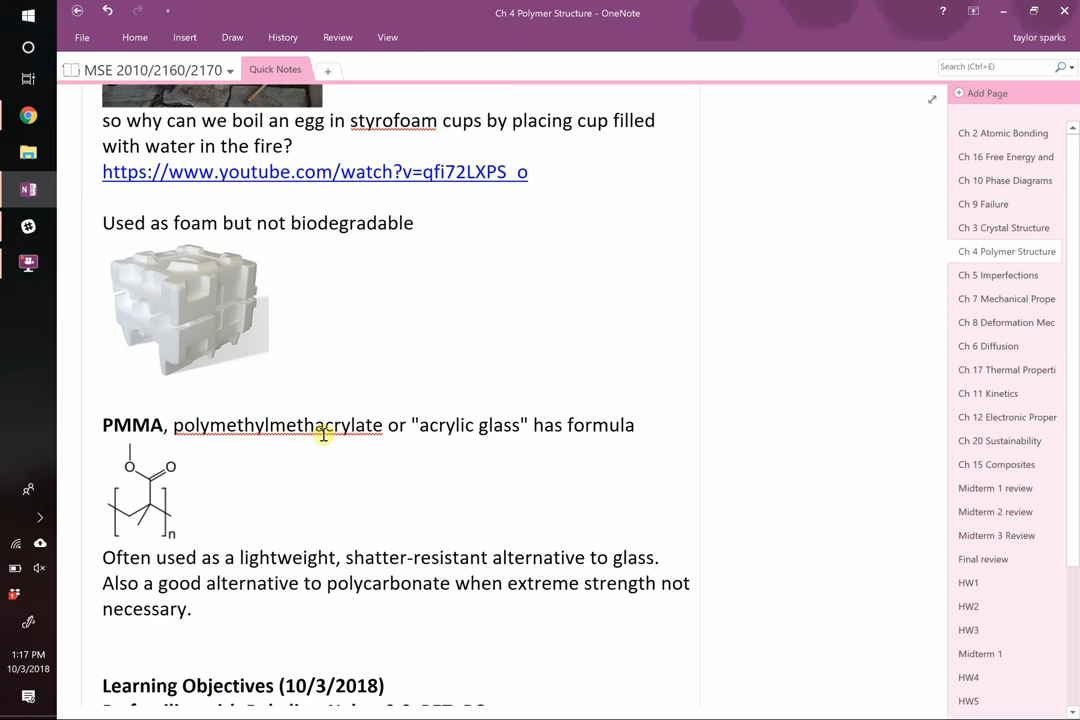 Ch 4 Polymer Structure - OneNote
?
File
Home
Insert
Draw
History
Review
View
taylor sparks
MSE 2010/2160/2170
Quick Notes
+
Search (Ctrl+E)
Add Page
so why can we boil an egg in styrofoam cups by placing cup filled
with water in the fire?
https://www.youtube.com/watch?v=qfi72LXPS_o
Used as foam but not biodegradable
PMMA, polymethylmethacrylate or "acrylic glass" has formula
O
O
n
Often used as a lightweight, shatter-resistant alternative to glass.
Also a good alternative to polycarbonate when extreme strength not
necessary.
Learning Objectives (10/3/2018)
Ch 2 Atomic Bonding
Ch 16 Free Energy and
Ch 10 Phase Diagrams
Ch 9 Failure
Ch 3 Crystal Structure
Ch 4 Polymer Structure
Ch 5 Imperfections
Ch 7 Mechanical Prope
Ch 8 Deformation Mec
Ch 6 Diffusion
Ch 17 Thermal Properti
Ch 11 Kinetics
Ch 12 Electronic Proper
Ch 20 Sustainability
Ch 15 Composites
Midterm 1 review
Midterm 2 review
Midterm 3 Review
Final review
HW1
HW2
HW3
Midterm 1
HW4
HW5
1:17 PM
10/3/2018